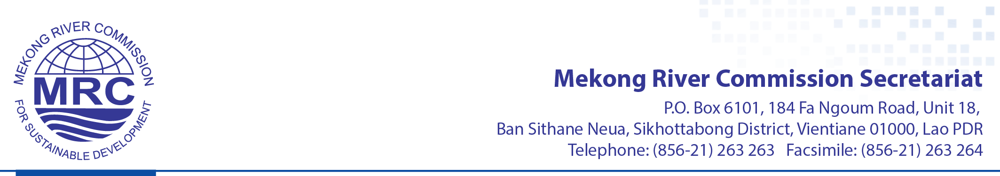 MEKONG RIVER COMMISSION
MRC
FOR SUSTAINABLE DEVELOPMENT
Mekong River Commission Secretariat
P.O. Box 6101, 184 Fa Ngoum Road, Unit 18,
Ban Sithane Neua, Sikhottabong District, Vientiane 01000, Lao PDR
Telephone: (856-21) 263 263 Facsimile: (856-21) 263 264